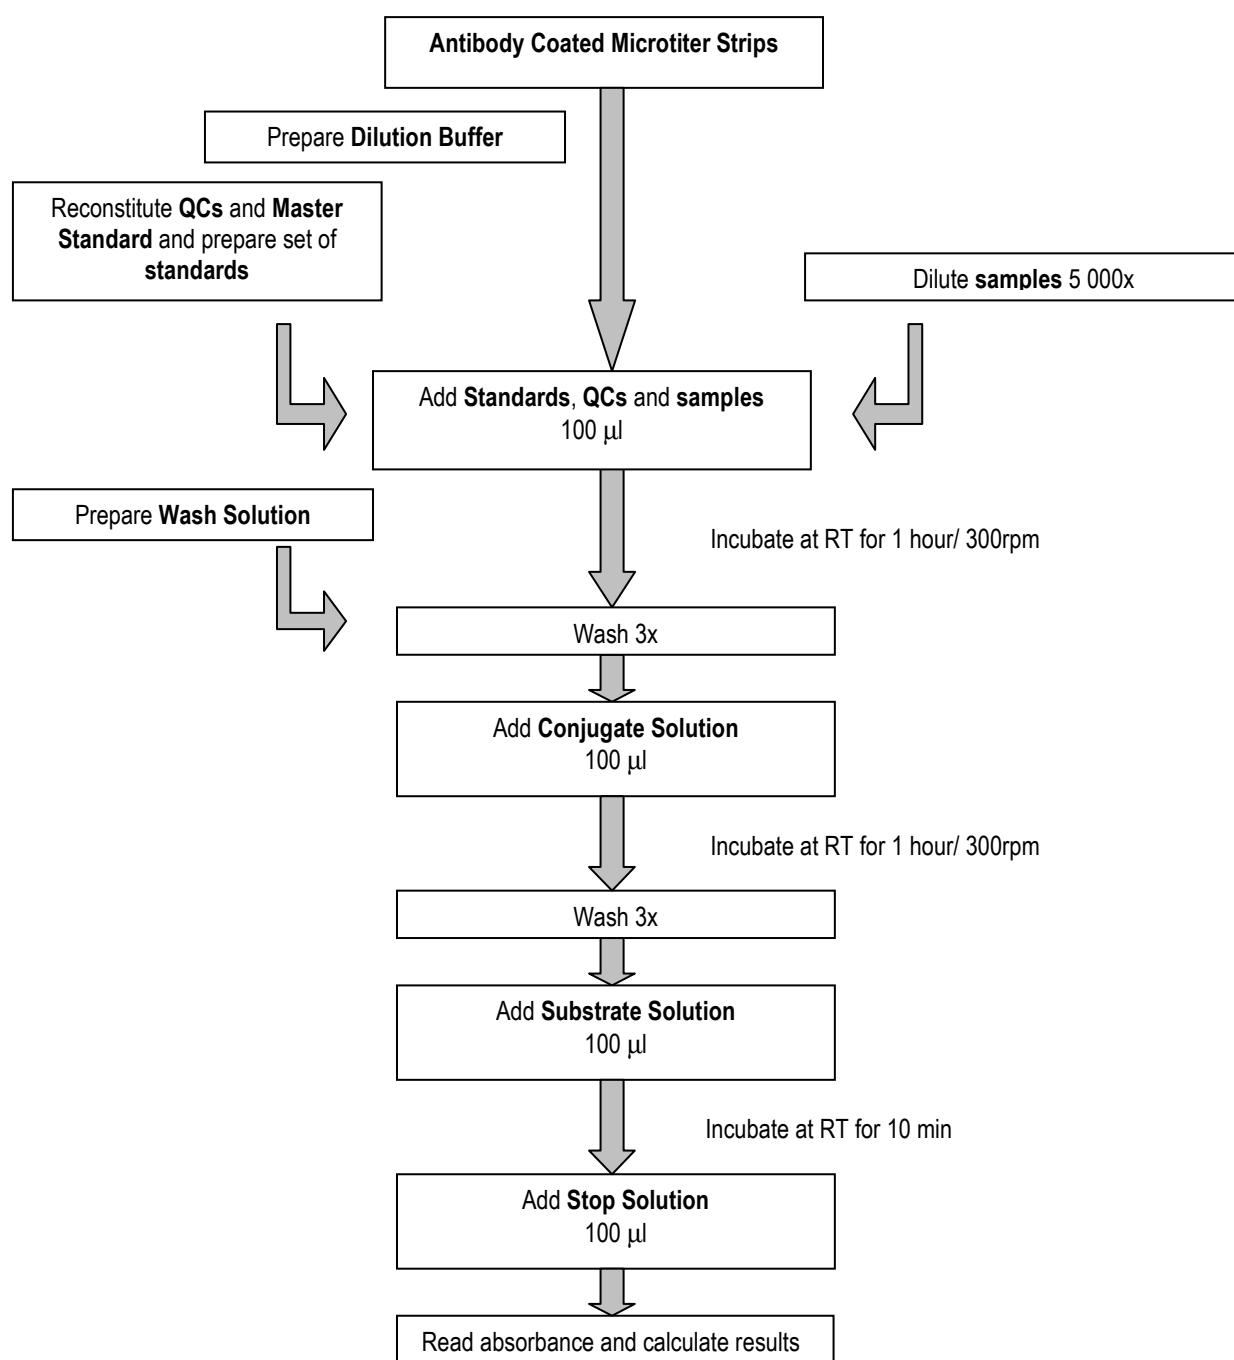 Antibody Coated Microtiter Strips
Prepare Dilution Buffer
Reconstitute QCs and Master
Standard and prepare set of
standards
Dilute samples 5 000x
Add Standards, QCs and samples
100 μl
Prepare Wash Solution
Incubate at RT for 1 hour/ 300rpm
Wash 3x
Add Conjugate Solution
100 μl
Incubate at RT for 1 hour/ 300rpm
Wash 3x
Add Substrate Solution
100 μl
Incubate at RT for 10 min
Add Stop Solution
100 μl
Read absorbance and calculate results